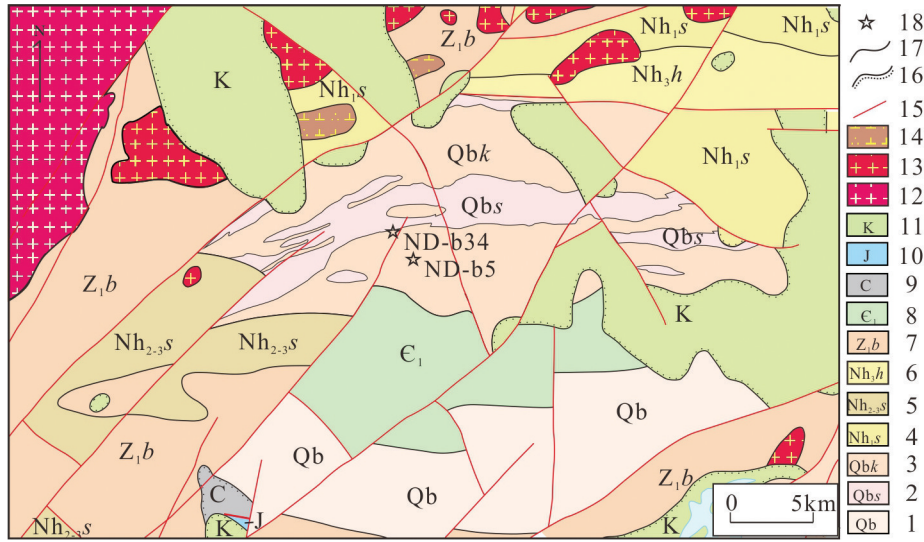 Z₁b
Nh₁s
Nh₁s
K
Nh₁s
Nh₃h
Qbk
Nh₁s
Qbs
Qbs
ND-b34
ND-b5
Z₁b
K
Nh₂₋₃s
Nh₂₋₃s
Є₁
Qb
Z₁b
Qb
Qb
Z₁b
C
J
K
K
Nh₂₋₃s
0 5km
18
17
16
15
14
13
12
K 11
J 10
C 9
Є₁ 8
Z₁b 7
Nh₃h 6
Nh₂₋₃s 5
Nh₁s 4
Qbk 3
Qbs 2
Qb 1